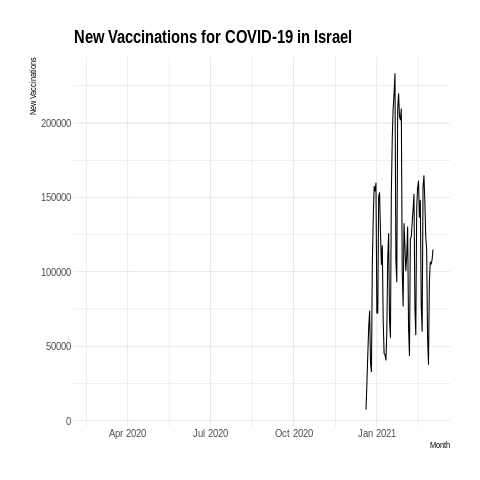 New Vaccinations for COVID-19 in Israel
New Vaccinations
200000
150000
100000
50000
0
Apr 2020 Jul 2020 Oct 2020 Jan 2021
Month